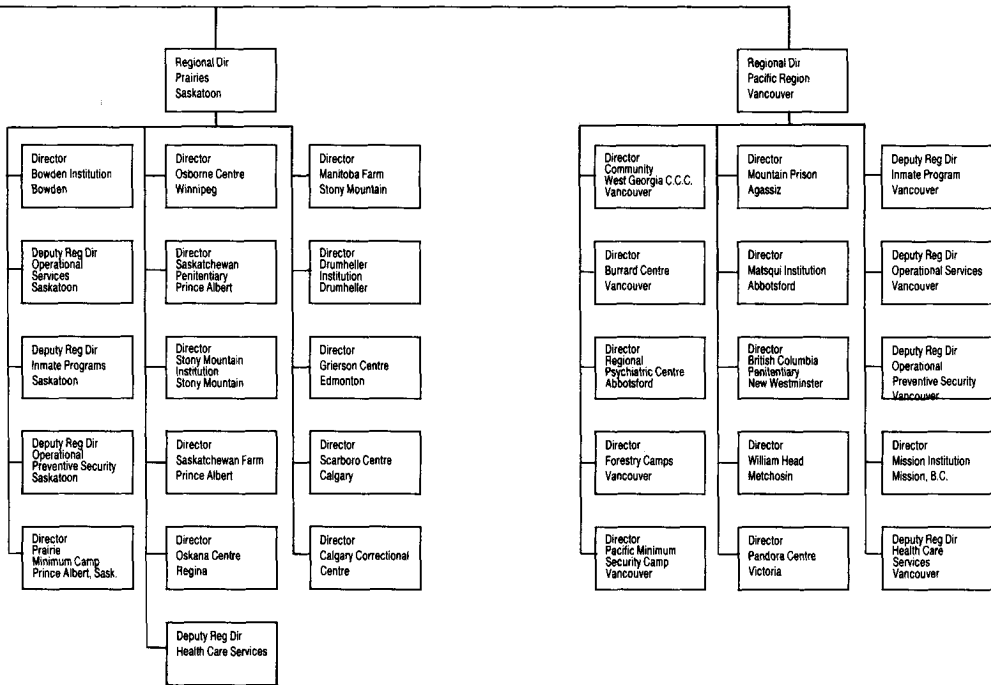 Regional Dir
Prairies
Saskatoon
Director
Bowden Institution
Bowden
Deputy Reg Dir
Operational
Services
Saskatoon
Deputy Reg Dir
Inmate Programs
Saskatoon
Deputy Reg Dir
Operational
Preventive Security
Saskatoon
Director
Prairie
Minimum Camp
Prince Albert, Sask.
Director
Osborne Centre
Winnipeg
Director
Saskatchewan
Penitentiary
Prince Albert
Director
Stony Mountain
Institution
Stony Mountain
Director
Saskatchewan Farm
Prince Albert
Director
Oskana Centre
Regina
Deputy Reg Dir
Health Care Services
Director
Manitoba Farm
Stony Mountain
Director
Drumheller
Institution
Drumheller
Director
Grierson Centre
Edmonton
Director
Scarboro Centre
Calgary
Director
Calgary Correctional
Centre
Regional Dir
Pacific Region
Vancouver
Director
Community
West Georgia C.C.C.
Vancouver
Director
Burrard Centre
Vancouver
Director
Regional
Psychiatric Centre
Abbotsford
Director
Forestry Camps
Vancouver
Director
Pacific Minimum
Security Camp
Vancouver
Director
Mountain Prison
Agassiz
Director
Matsqui Institution
Abbotsford
Director
British Columbia
Penitentiary
New Westminster
Director
William Head
Metchosin
Director
Pandora Centre
Victoria
Deputy Reg Dir
Inmate Program
Vancouver
Deputy Reg Dir
Operational Services
Vancouver
Deputy Reg Dir
Operational
Preventive Security
Vancouver
Director
Mission Institution
Mission, B.C.
Deputy Reg Dir
Health Care
Services
Vancouver